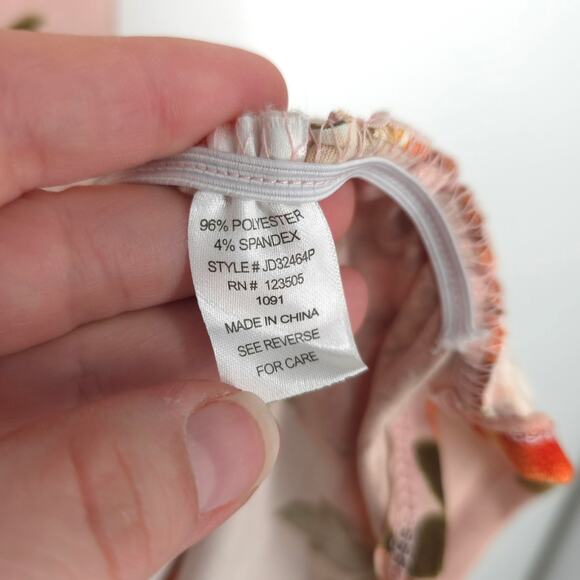 96% POLYESTER
4% SPANDEX
STYLE# JD32464P
RN# 123505
1091
MADE IN CHINA
SEE REVERSE
FOR CARE